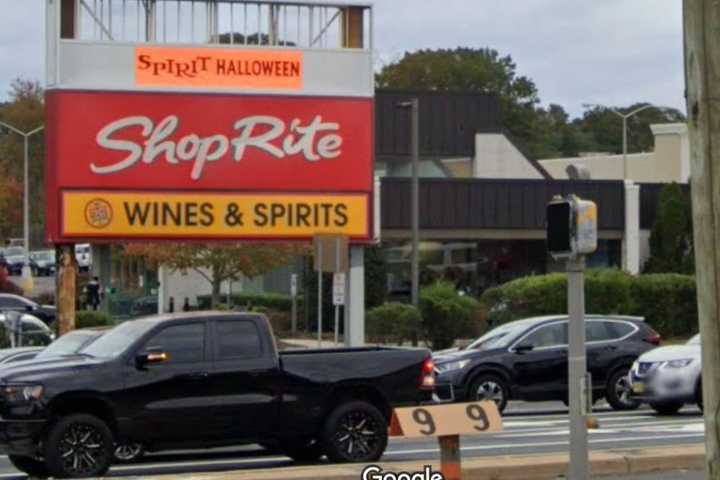 SPIRIT HALLOWEEN
ShopRite
WINES & SPIRITS
9 9
Google